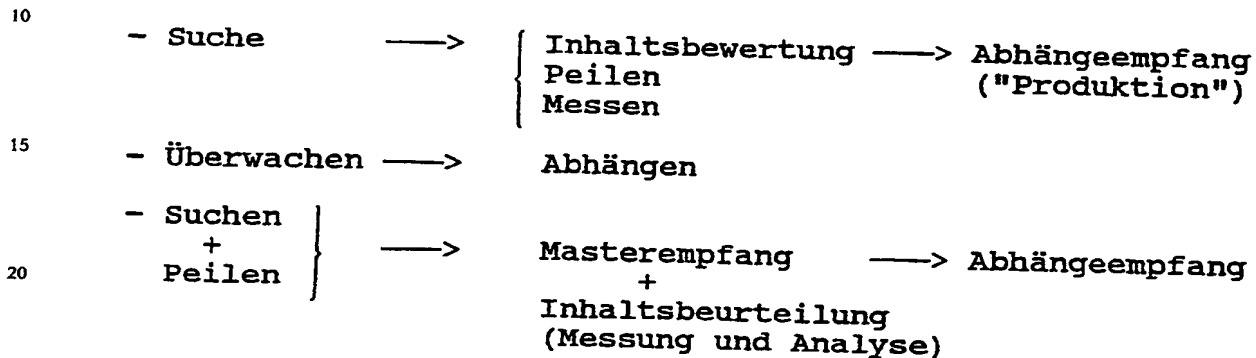 10
- Suche ——> Inhaltsbewertung ——> Abhängeempfang
Peilen ("Produktion")
Messen
15
- Überwachen ——> Abhängen
- Suchen
+ ——> Masterempfang ——> Abhängeempfang
20 Peilen +
Inhaltsbeurteilung
(Messung und Analyse)